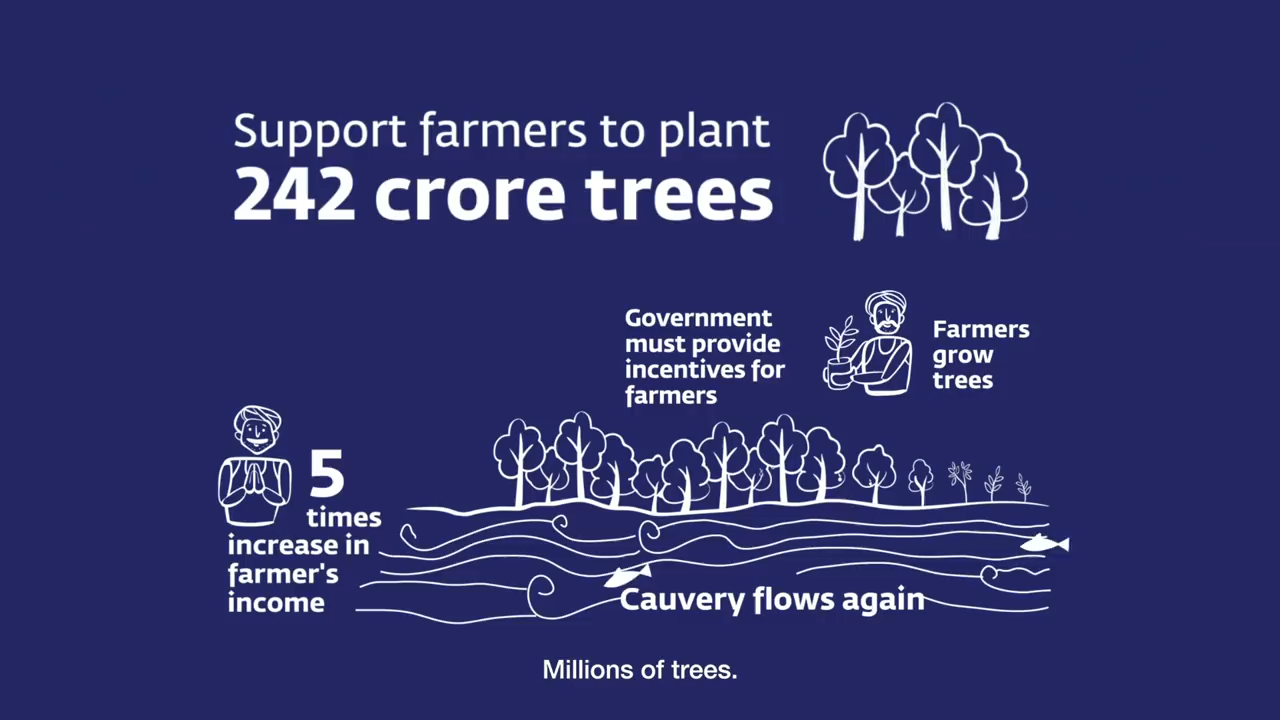 Support farmers to plant
242 crore trees
Government
must provide
incentives for
farmers
Farmers
grow
trees
5
times
increase in
farmer's
income
Cauvery flows again
Millions of trees.